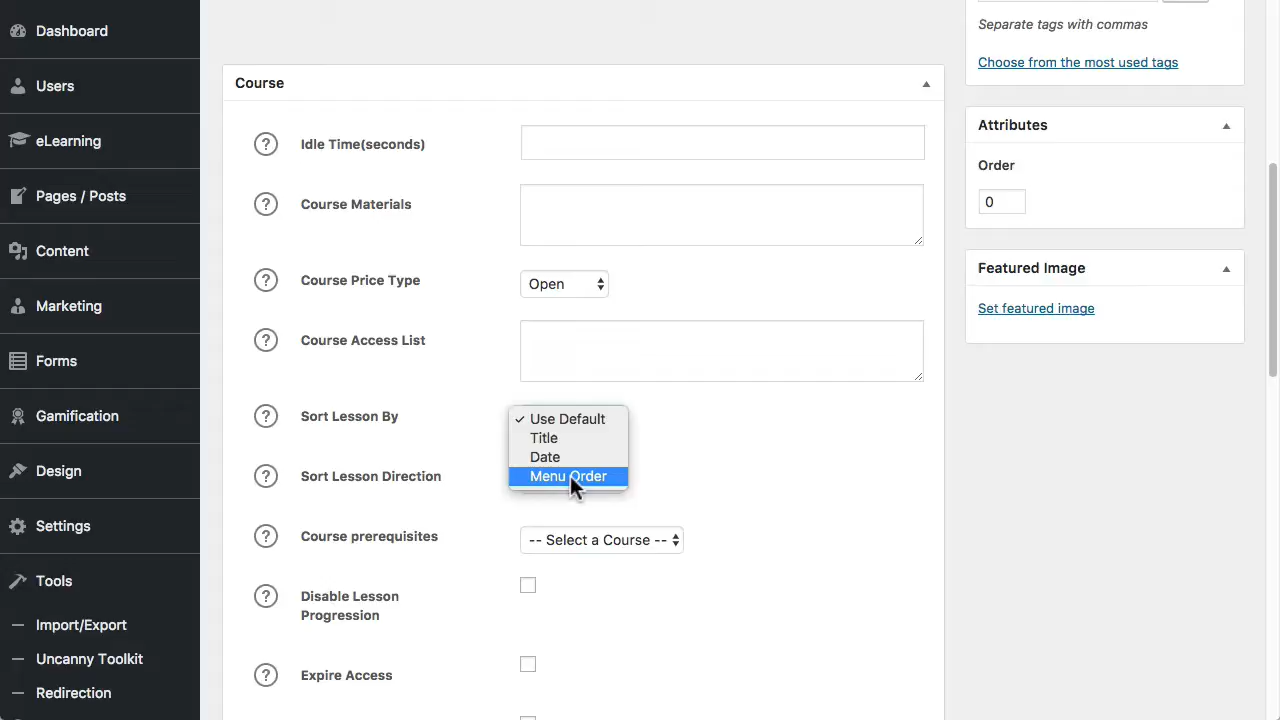 Dashboard
Users
eLearning
Pages / Posts
Content
Marketing
Forms
Gamification
Design
Settings
Tools
Import/Export
Uncanny Toolkit
Redirection
Course
? Idle Time(seconds)
? Course Materials
? Course Price Type
Open
? Course Access List
? Sort Lesson By
✓ Use Default
Title
Date
Menu Order
? Sort Lesson Direction
? Course prerequisites
-- Select a Course --
? Disable Lesson
Progression
? Expire Access
Separate tags with commas
Choose from the most used tags
Attributes
Order
0
Featured Image
Set featured image